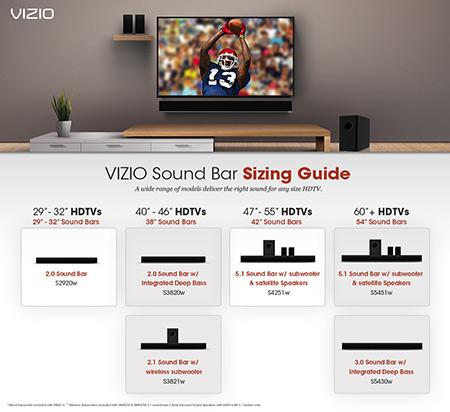 VIZIO
13
VIZIO Sound Bar Sizing Guide
A wide range of models deliver the right sound for any size HDTV.
29"- 32" HDTVs
29"- 32" Sound Bars
40" - 46" HDTVs
38" Sound Bars
47"- 55" HDTVs
42" Sound Bars
60"+ HDTVs
54" Sound Bars
2.0 Sound Bar
S2920w
2.0 Sound Bar w/
Integrated Deep Bass
S3820w
5.1 Sound Bar w/ subwoofer
& satellite Speakers
S4251w
5.1 Sound Bar w/ subwoofer
& satellite Speakers
S5451w
2.1 Sound Bar w/
wireless subwoofer
S3821w
3.0 Sound Bar w/
Integrated Deep Bass
S5430w